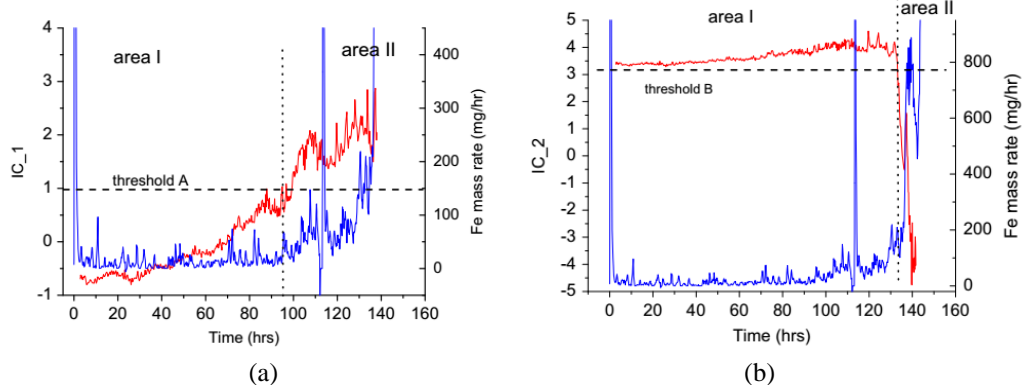 4
3
2
1
0
-1
IC_1
area I
area II
threshold A
400
300
200
100
0
Fe mass rate (mg/hr)
0 20 40 60 80 100 120 140 160
Time (hrs)
(a)
5
4
3
2
1
0
-1
-2
-3
-4
-5
IC_2
area I
area II
threshold B
800
600
400
200
0
Fe mass rate (mg/hr)
0 20 40 60 80 100 120 140 160
Time (hrs)
(b)